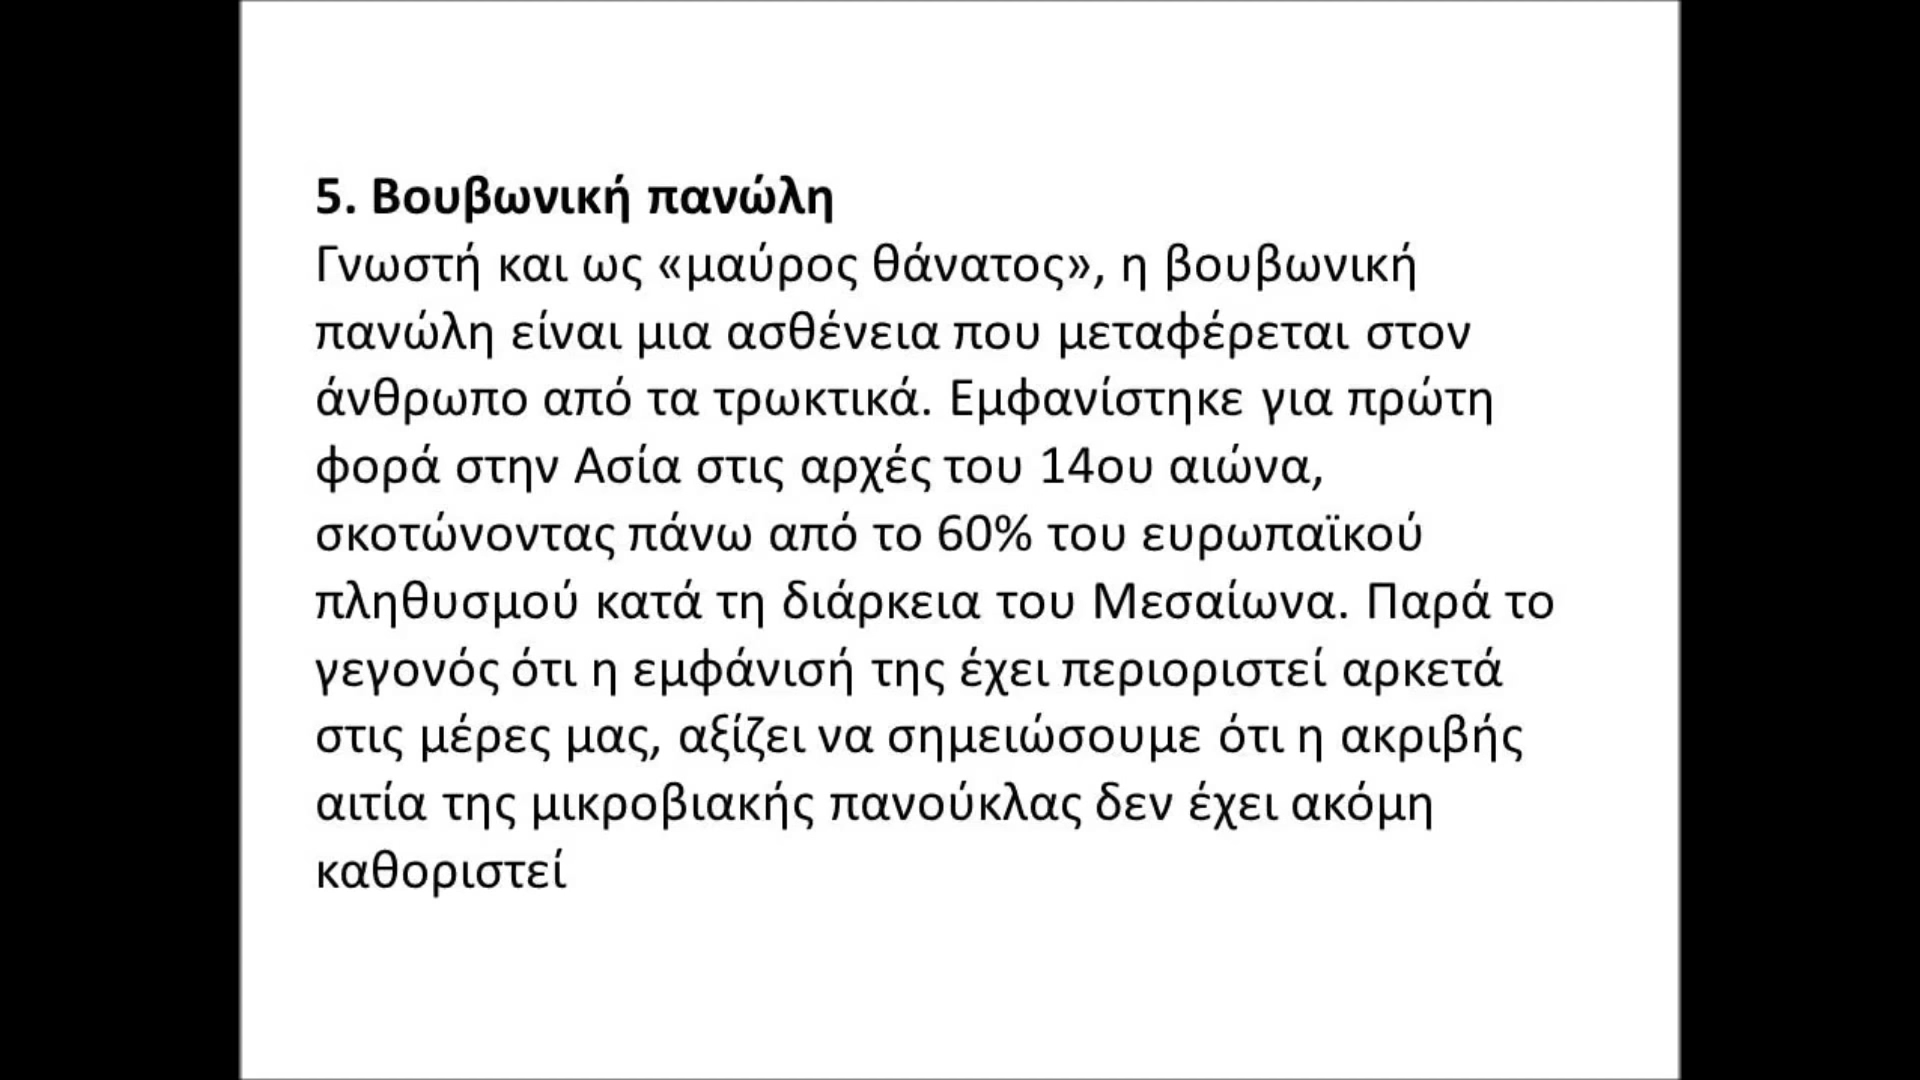 5. Βουβωνική πανώλη
Γνωστή και ως «μαύρος θάνατος», η βουβωνική
πανώλη είναι μια ασθένεια που μεταφέρεται στον
άνθρωπο από τα τρωκτικά. Εμφανίστηκε για πρώτη
φορά στην Ασία στις αρχές του 14ου αιώνα,
σκοτώνοντας πάνω από το 60% του ευρωπαϊκού
πληθυσμού κατά τη διάρκεια του Μεσαίωνα. Παρά το
γεγονός ότι η εμφάνισή της έχει περιοριστεί αρκετά
στις μέρες μας, αξίζει να σημειώσουμε ότι η ακριβής
αιτία της μικροβιακής πανούκλας δεν έχει ακόμη
καθοριστεί